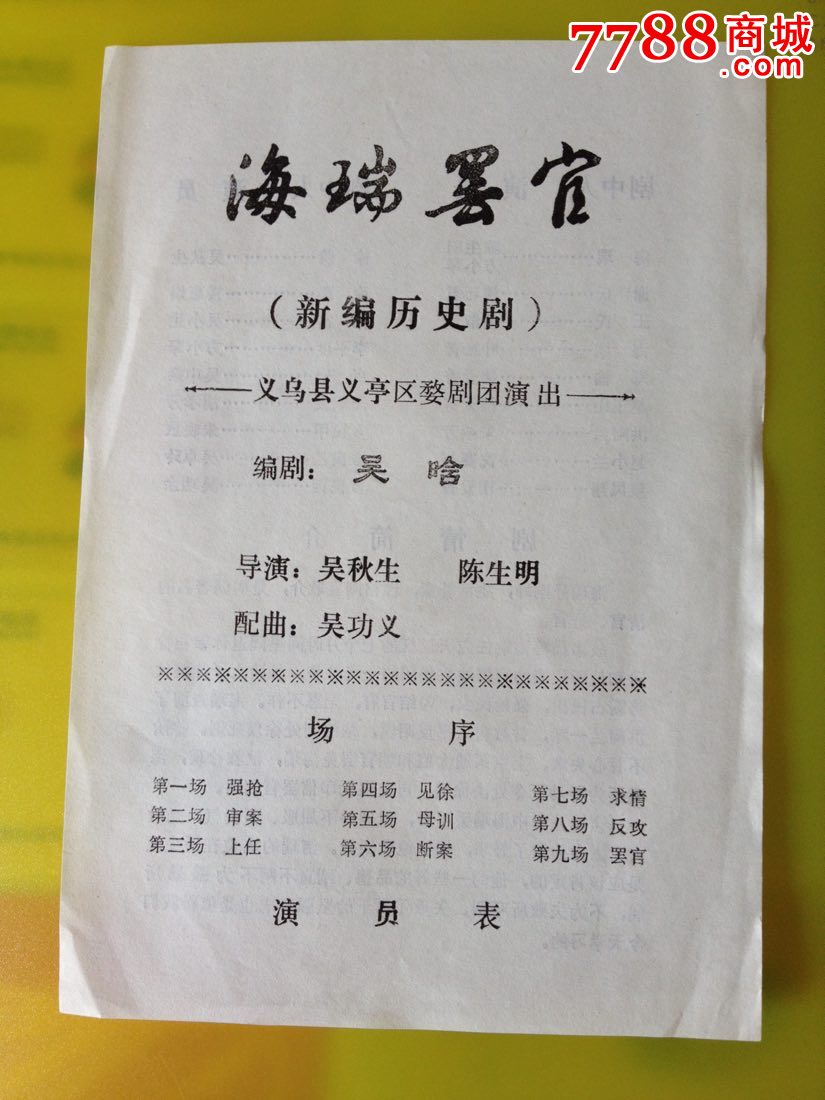 7788商城
海瑞罢官
（新编历史剧）
义乌县义亭区婺剧团演出
编剧：吴晗
导演：吴秋生 陈生明
配曲：吴功义
※※※※※※※※※※※※※※※※※※※※※※※※※※※※※※
场 序
第一场 强抢 第四场 见徐 第七场 求情
第二场 审案 第五场 母训 第八场 反攻
第三场 上任 第六场 断案 第九场 罢官
演 员 表